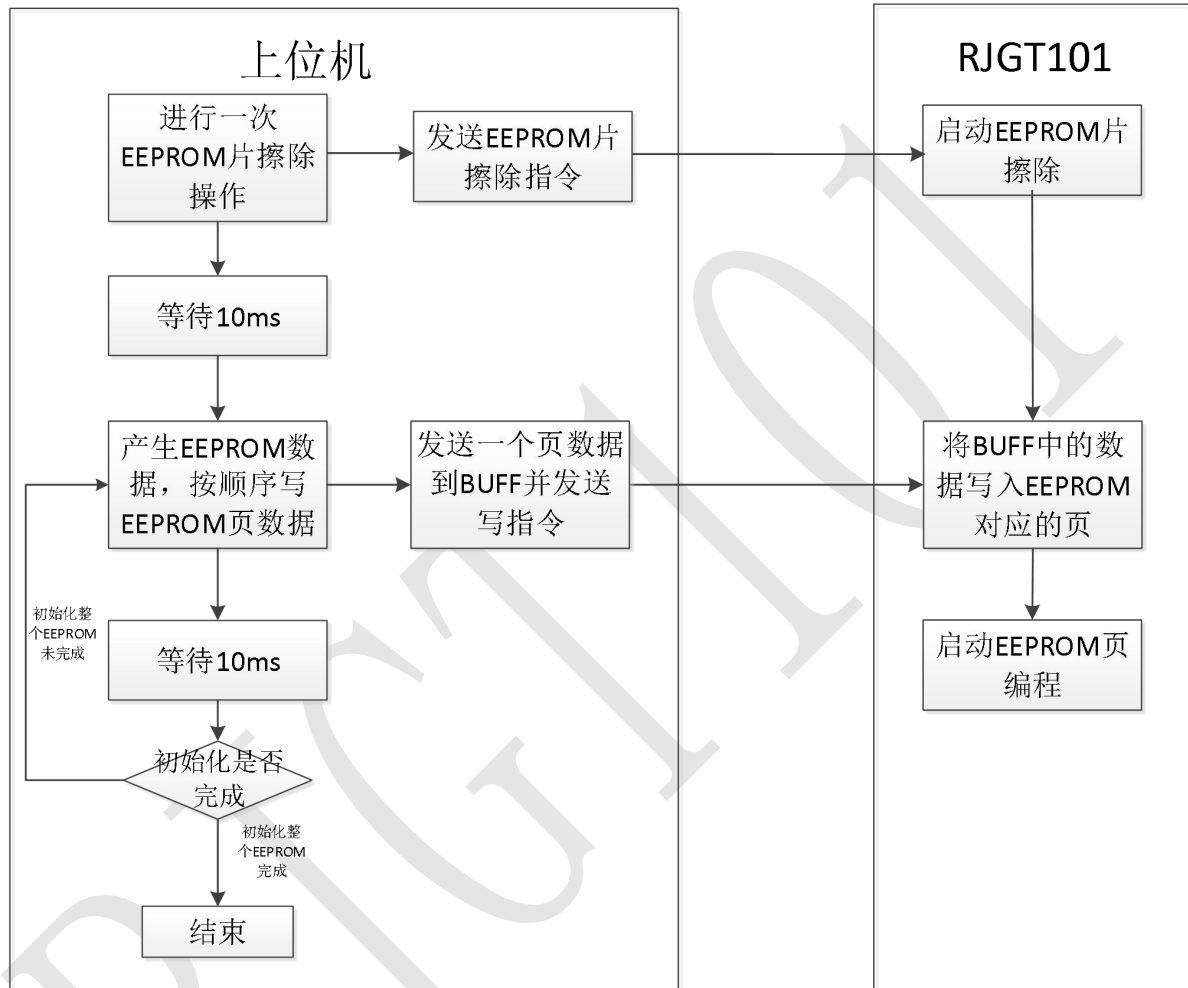 上位机
RJGT101
进行一次
EEPROM片擦除
操作
发送EEPROM片
擦除指令
启动EEPROM片
擦除
等待10ms
产生EEPROM数
据，按顺序写
EEPROM页数据
发送一个页数据
到BUFF并发送
写指令
将BUFF中的数
据写入EEPROM
对应的页
初始化整
个EEPROM
未完成
等待10ms
启动EEPROM页
编程
初始化是否
完成
初始化整
个EEPROM
完成
结束
RJGT101